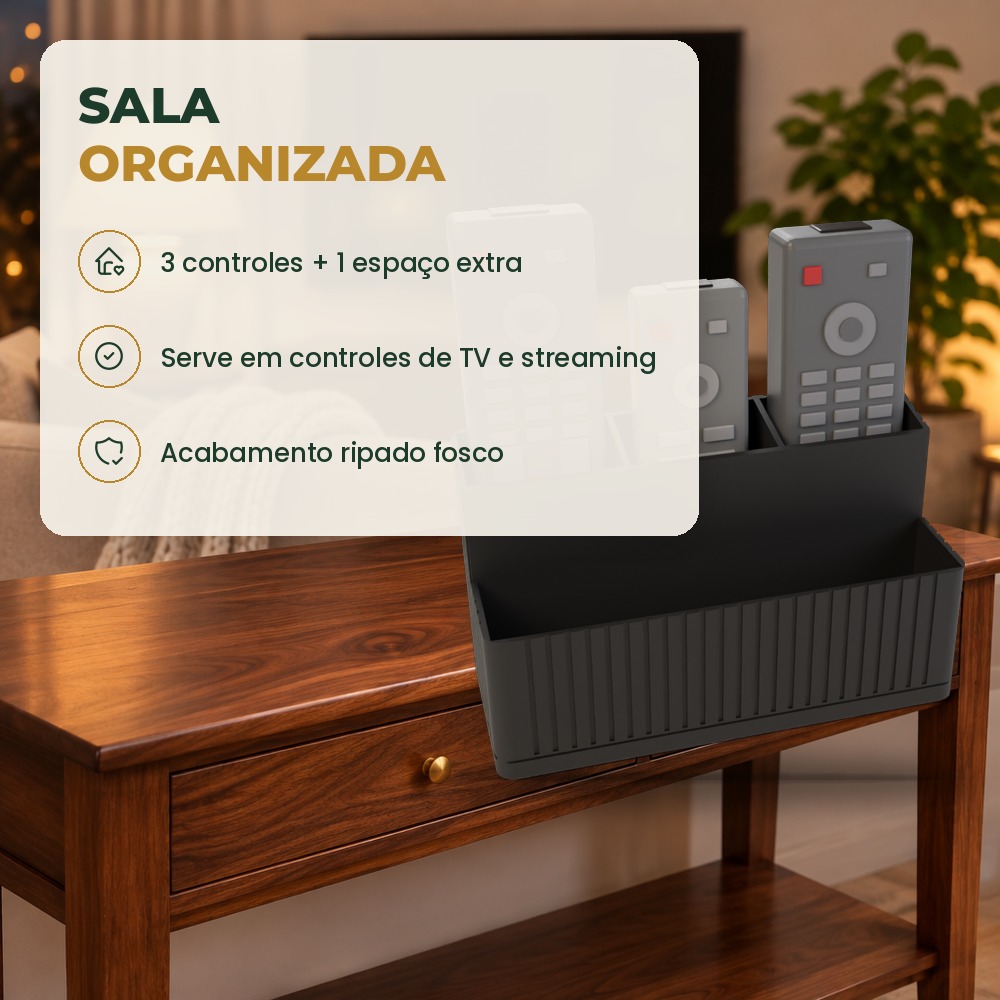 SALA
ORGANIZADA
3 controles + 1 espaço extra
Serve em controles de TV e streaming
Acabamento ripado fosco